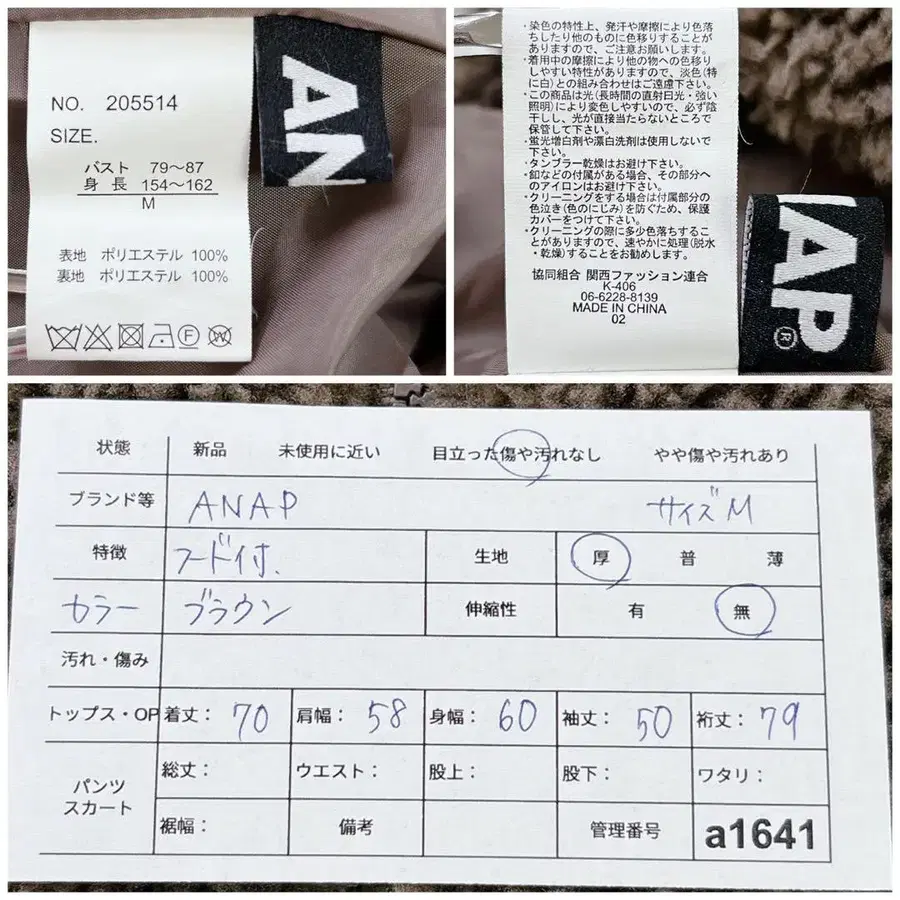 NO. 205514
SIZE.
バスト 79～87
身長 154～162
M
表地 ポリエステル 100%
裏地 ポリエステル 100%
AN
・染色の特性上、発汗や摩擦により色落
ちしたり他のものに色移りすることが
ありますので、ご注意お願いします。
・着用中の摩擦により他の物への色移り
しやすい特性がありますので、淡色(特
に白)との組み合わせはご遠慮下さい。
・この商品は光(長時間の直射日光・強い
照明)により変色しやすいので、必ず陰
干しし、光が直接当たらないところで
保管して下さい。
・蛍光増白剤や漂白洗剤は使用しないで
下さい。
・タンブラー乾燥はお避け下さい。
・釦などの付属がある場合、その部分へ
のアイロンはお避け下さい。
・クリーニングをする場合は付属部分の
色泣き(色のにじみ)を防ぐため、保護
カバーをつけて下さい。
・クリーニングの際に多少色落ちするこ
とがありますので、速やかに処理(脱水
・乾燥)することをお勧めします。
協同組合 関西ファッション連合
K-406
06-6228-8139
MADE IN CHINA
02
NAP®
状態 新品 未使用に近い 目立った傷や汚れなし やや傷や汚れあり
ブランド等 ANAP サイズM
特徴 フード付. 生地 厚 普 薄
カラー ブラウン 伸縮性 有 無
汚れ・傷み
トップス・OP 着丈： 70 肩幅： 58 身幅： 60 袖丈： 50 裄丈： 79
パンツ
スカート
総丈： ウエスト： 股上： 股下： ワタリ：
裾幅： 備考 管理番号 a1641